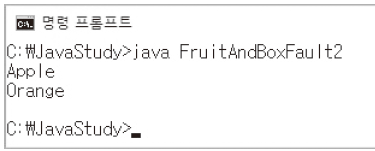 명령 프롬프트
C:₩JavaStudy>java FruitAndBoxFault2
Apple
Orange
C:₩JavaStudy>_